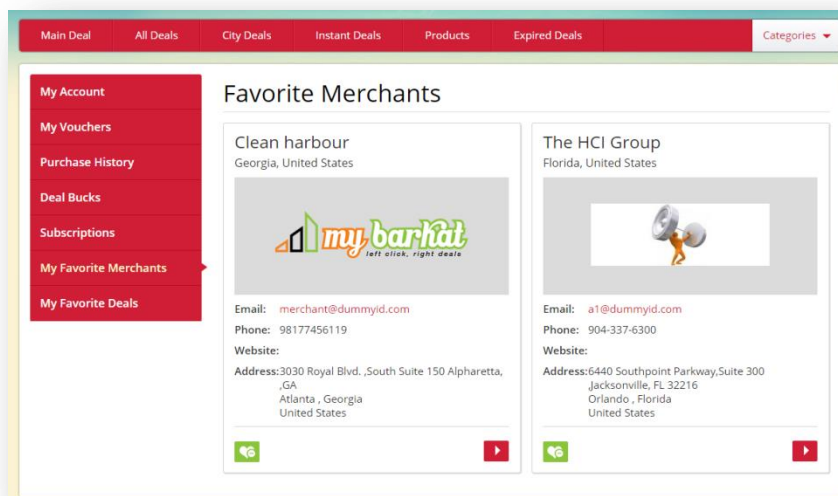 Main Deal All Deals City Deals Instant Deals Products Expired Deals Categories
My Account
My Vouchers
Purchase History
Deal Bucks
Subscriptions
My Favorite Merchants
My Favorite Deals
Favorite Merchants
Clean harbour
Georgia, United States
my barkat
left click, right deals
Email: merchant@dummyid.com
Phone: 98177456119
Website:
Address:3030 Royal Blvd. ,South Suite 150 Alpharetta,
,GA
Atlanta , Georgia
United States
The HCI Group
Florida, United States
Email: a1@dummyid.com
Phone: 904-337-6300
Website:
Address:6440 Southpoint Parkway,Suite 300
,Jacksonville, FL 32216
Orlando , Florida
United States